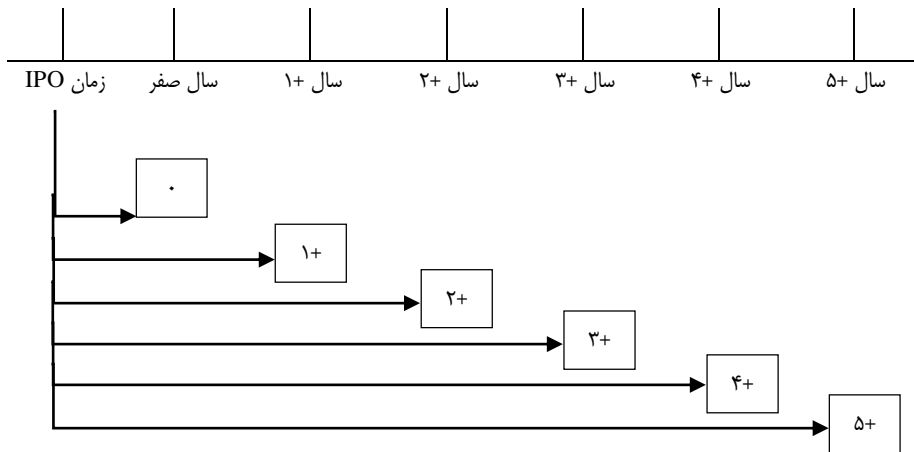 زمان IPO
سال صفر
سال +۱
سال +۲
سال +۳
سال +۴
سال +۵
۰
+۱
+۲
+۳
+۴
+۵